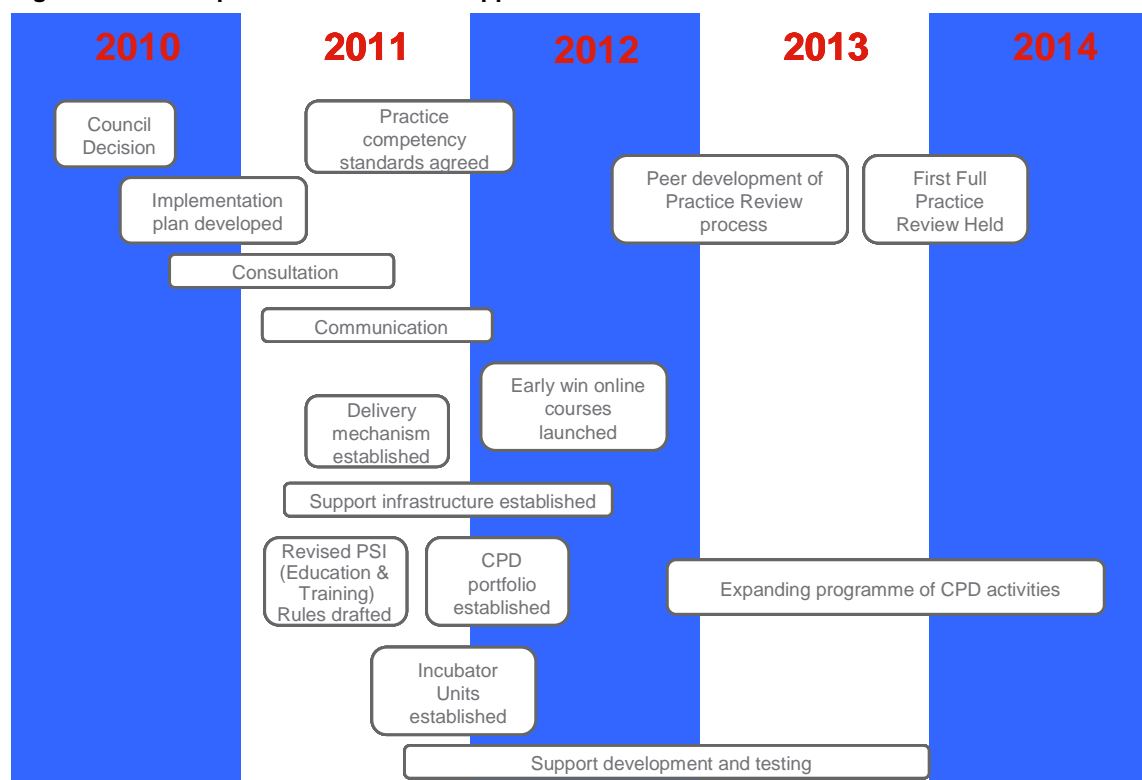 2010
2011
2012
2013
2014
Council
Decision
Practice
competency
standards agreed
Implementation
plan developed
Peer development of
Practice Review
process
First Full
Practice
Review Held
Consultation
Communication
Early win online
courses
launched
Delivery
mechanism
established
Support infrastructure established
Revised PSI
(Education &
Training)
Rules drafted
CPD
portfolio
established
Expanding programme of CPD activities
Incubator
Units
established
Support development and testing